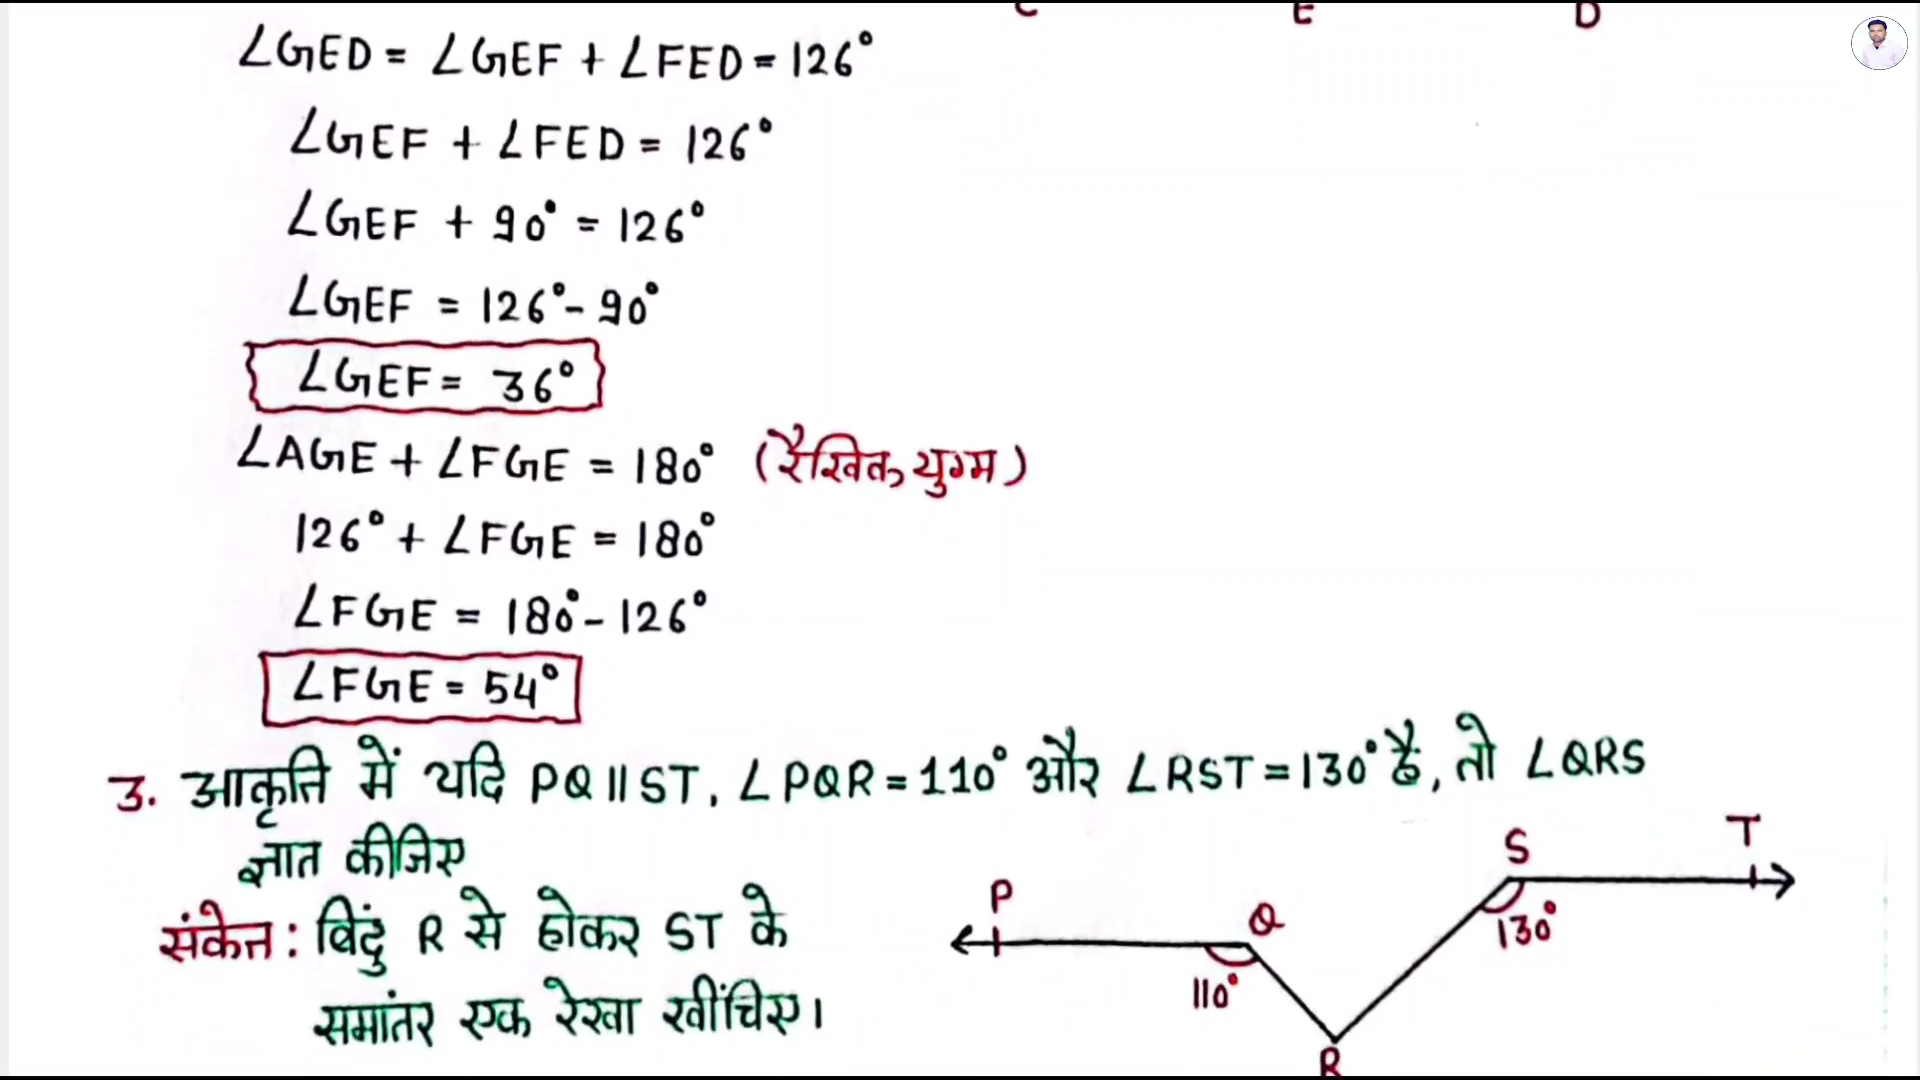 C E D
∠GED = ∠GEF + ∠FED = 126°
∠GEF + ∠FED = 126°
∠GEF + 90° = 126°
∠GEF = 126° - 90°
∠GEF = 36°
∠AGE + ∠FGE = 180° (रैखिक युग्म)
126° + ∠FGE = 180°
∠FGE = 180° - 126°
∠FGE = 54°
3. आकृति में यदि PQ || ST, ∠PQR = 110° और ∠RST = 130° है, तो ∠QRS
ज्ञात कीजिए
संकेत : बिंदु R से होकर ST के
समांतर एक रेखा खींचिए।
S T
P Q
130°
110°
R